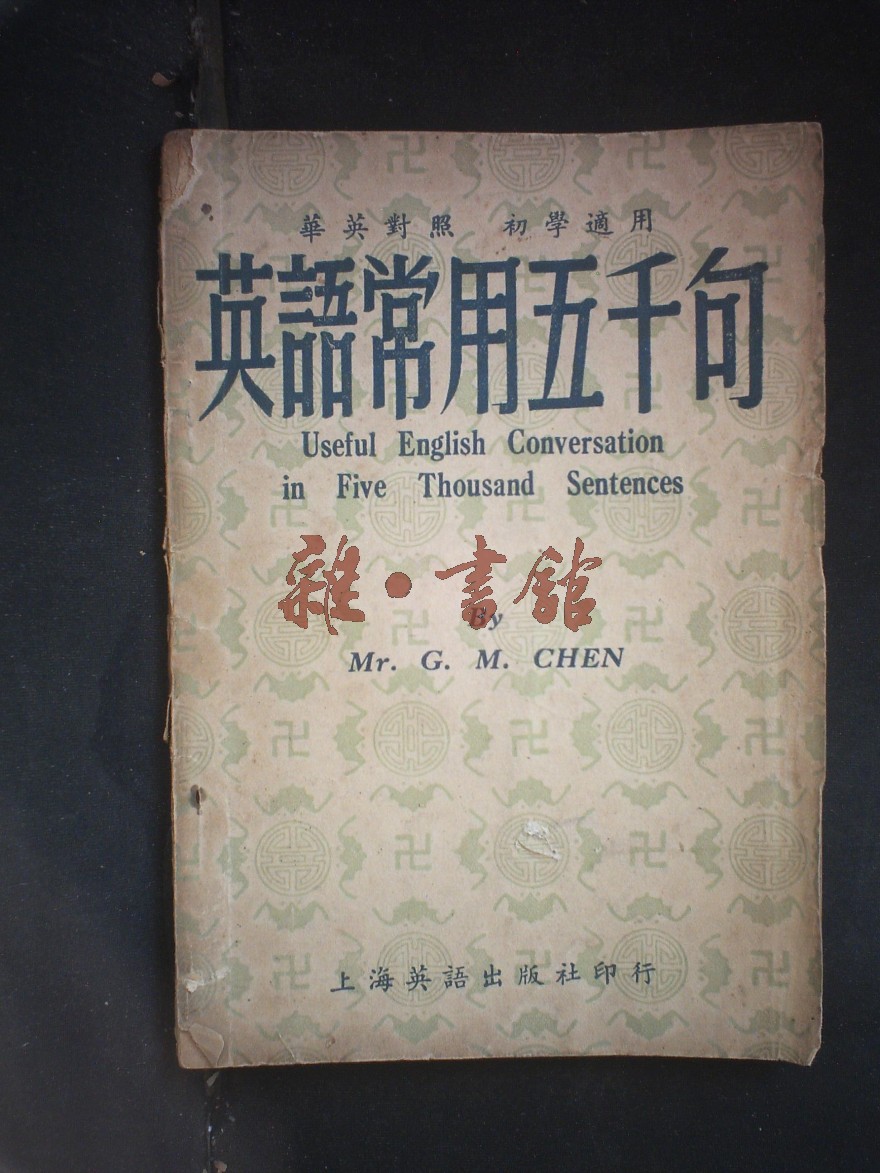 華英對照 初學適用
英語常用五千句
Useful English Conversation
in Five Thousand Sentences
雜·書館
By
Mr. G. M. CHEN
上海英語出版社印行